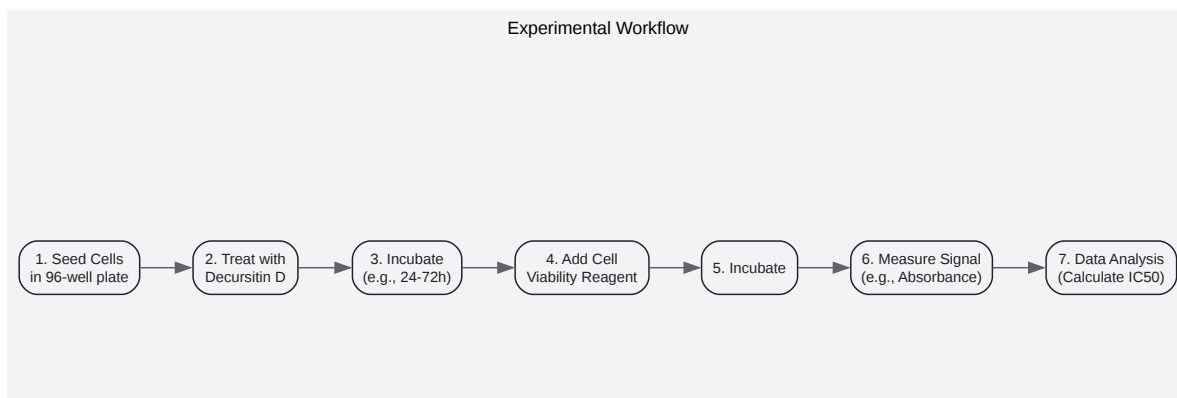 Experimental Workflow
1. Seed Cells
in 96-well plate
2. Treat with
Decursitin D
3. Incubate
(e.g., 24-72h)
4. Add Cell
Viability Reagent
5. Incubate
6. Measure Signal
(e.g., Absorbance)
7. Data Analysis
(Calculate IC50)